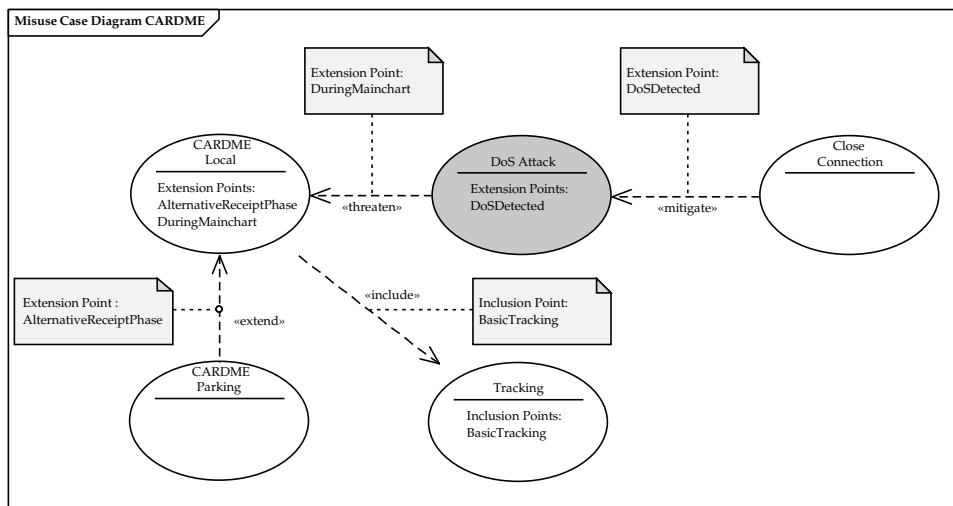 Misuse Case Diagram CARDME
Extension Point:
DuringMainchart
Extension Point:
DoSDetected
CARDME
Local
Extension Points:
AlternativeReceiptPhase
DuringMainchart
«threaten»
DoS Attack
Extension Points:
DoSDetected
«mitigate»
Close
Connection
Extension Point :
AlternativeReceiptPhase
«extend»
«include»
Inclusion Point:
BasicTracking
CARDME
Parking
Tracking
Inclusion Points:
BasicTracking